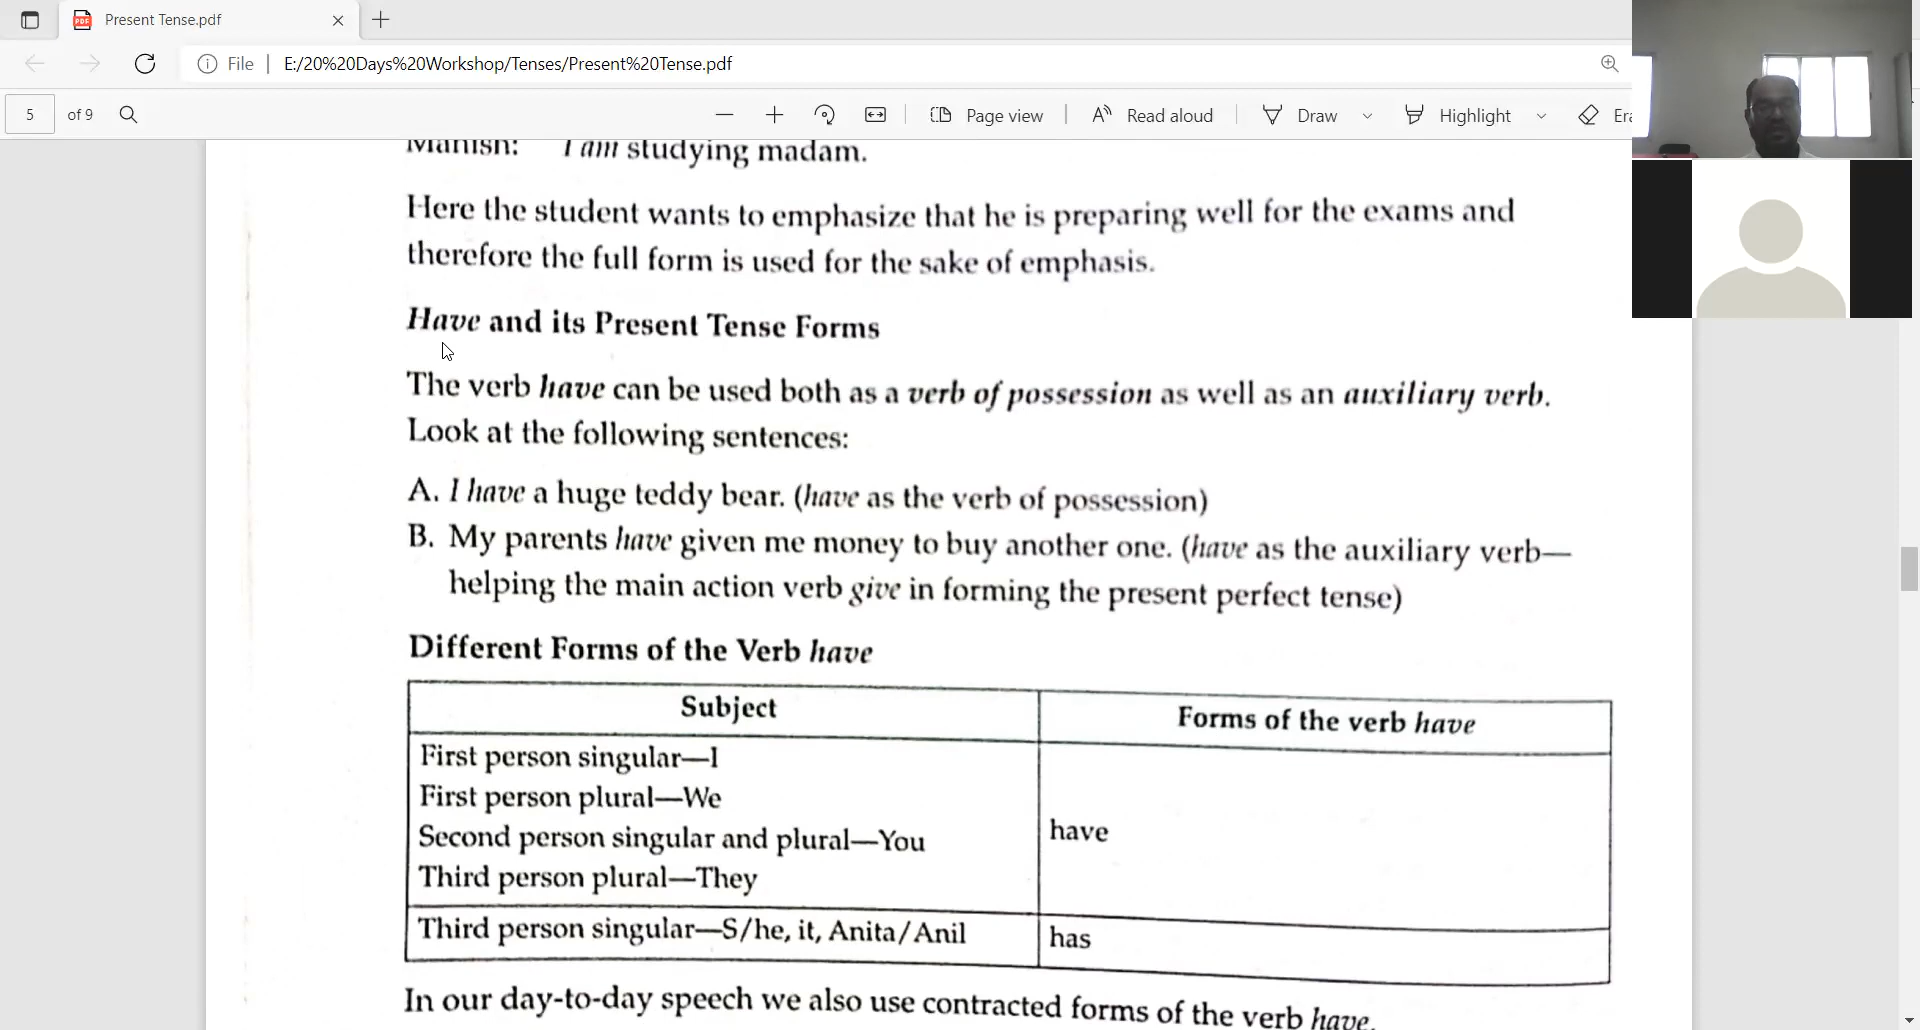 Present Tense.pdf
File | E:/20%20Days%20Workshop/Tenses/Present%20Tense.pdf
5 of 9 Page view Read aloud Draw Highlight Era
Manish: I am studying madam.
Here the student wants to emphasize that he is preparing well for the exams and
therefore the full form is used for the sake of emphasis.
Have and its Present Tense Forms
The verb have can be used both as a verb of possession as well as an auxiliary verb.
Look at the following sentences:
A. I have a huge teddy bear. (have as the verb of possession)
B. My parents have given me money to buy another one. (have as the auxiliary verb—
helping the main action verb give in forming the present perfect tense)
Different Forms of the Verb have
Subject Forms of the verb have
First person singular—I
First person plural—We
Second person singular and plural—You
have
Third person plural—They
Third person singular—S/he, it, Anita/Anil has
In our day-to-day speech we also use contracted forms of the verb have.